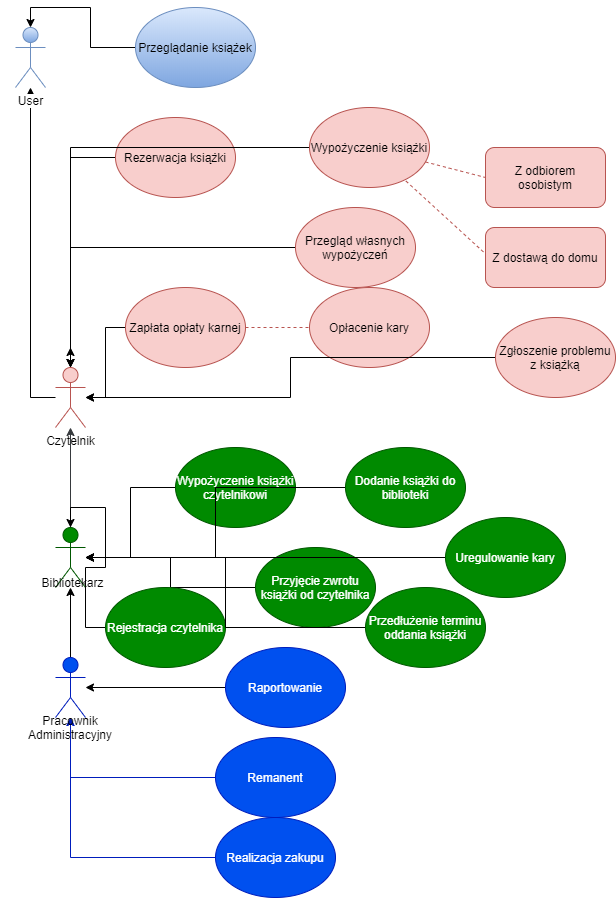 Przeglądanie książek
User
Rezerwacja książki
Wypożyczenie książki
Z odbiorem
osobistym
Przegląd własnych
wypożyczeń
Z dostawą do domu
Zapłata opłaty karnej
Opłacenie kary
Zgłoszenie problemu
z książką
Czytelnik
Wypożyczenie książki
czytelnikowi
Dodanie książki do
biblioteki
Uregulowanie kary
Bibliotekarz
Przyjęcie zwrotu
książki od czytelnika
Rejestracja czytelnika
Przedłużenie terminu
oddania książki
Raportowanie
Pracownik
Administracyjny
Remanent
Realizacja zakupu